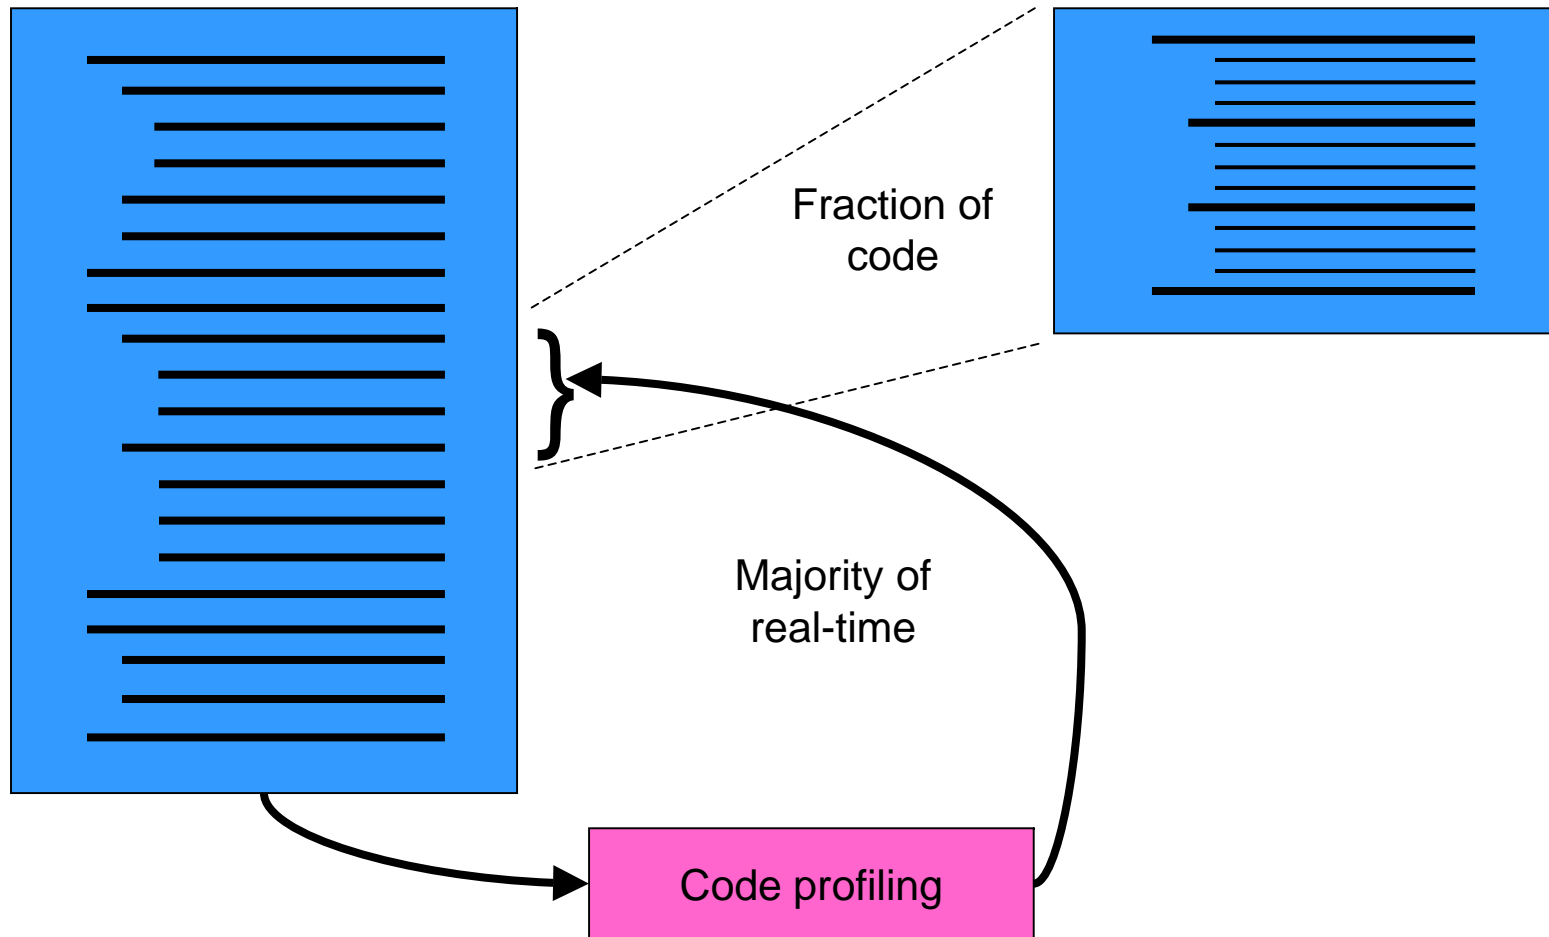 Fraction of
code
Majority of
real-time
Code profiling